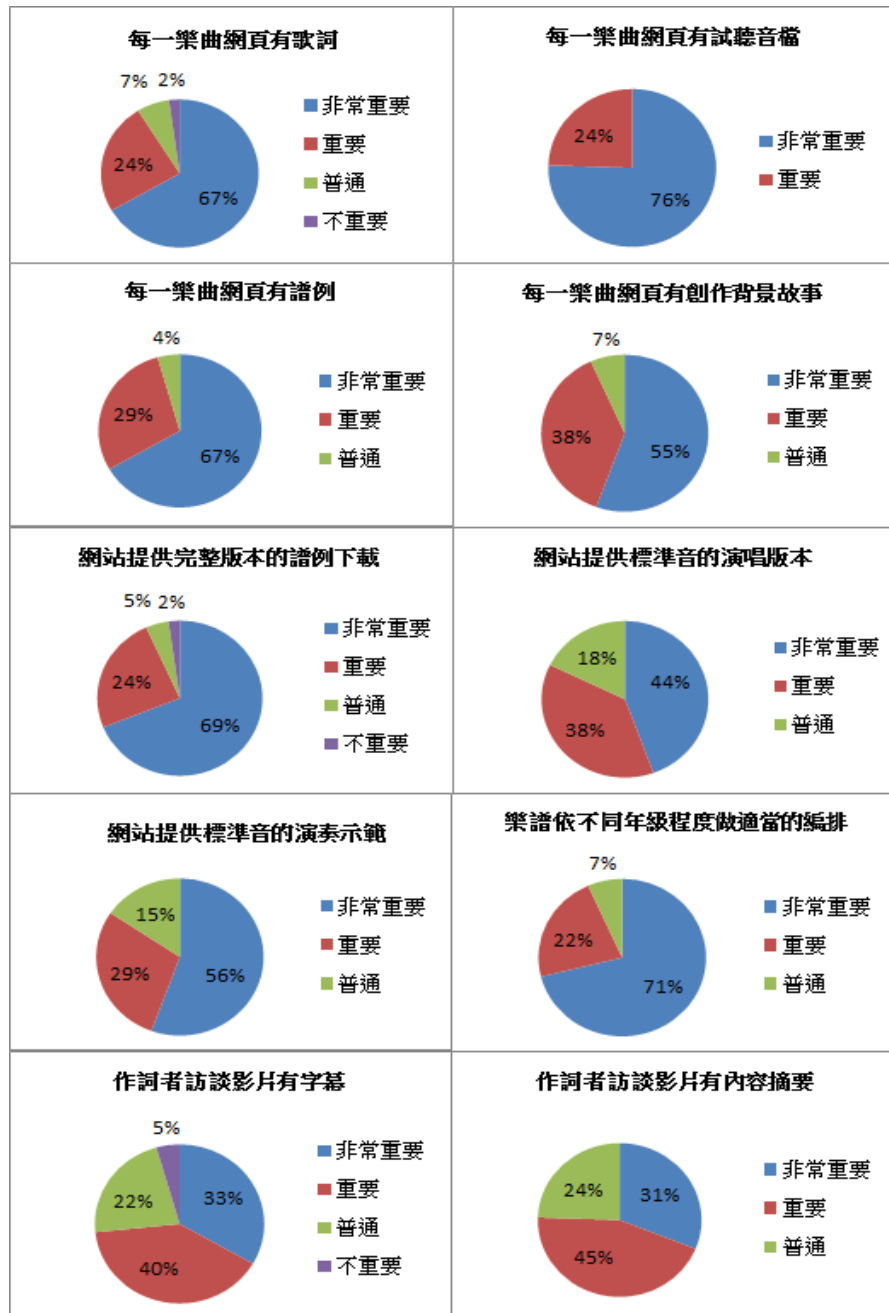 每一樂曲網頁有歌詞
7% 2%
24%
67%
非常重要
重要
普通
不重要
每一樂曲網頁有試聽音檔
24%
76%
非常重要
重要
每一樂曲網頁有譜例
4%
29%
67%
非常重要
重要
普通
每一樂曲網頁有創作背景故事
7%
38%
55%
非常重要
重要
普通
網站提供完整版本的譜例下載
5% 2%
24%
69%
非常重要
重要
普通
不重要
網站提供標準音的演唱版本
18%
44%
38%
非常重要
重要
普通
網站提供標準音的演奏示範
15%
29%
56%
非常重要
重要
普通
樂譜依不同年級程度做適當的編排
7%
22%
71%
非常重要
重要
普通
作詞者訪談影片有字幕
5%
22%
33%
40%
非常重要
重要
普通
不重要
作詞者訪談影片有內容摘要
24%
31%
45%
非常重要
重要
普通